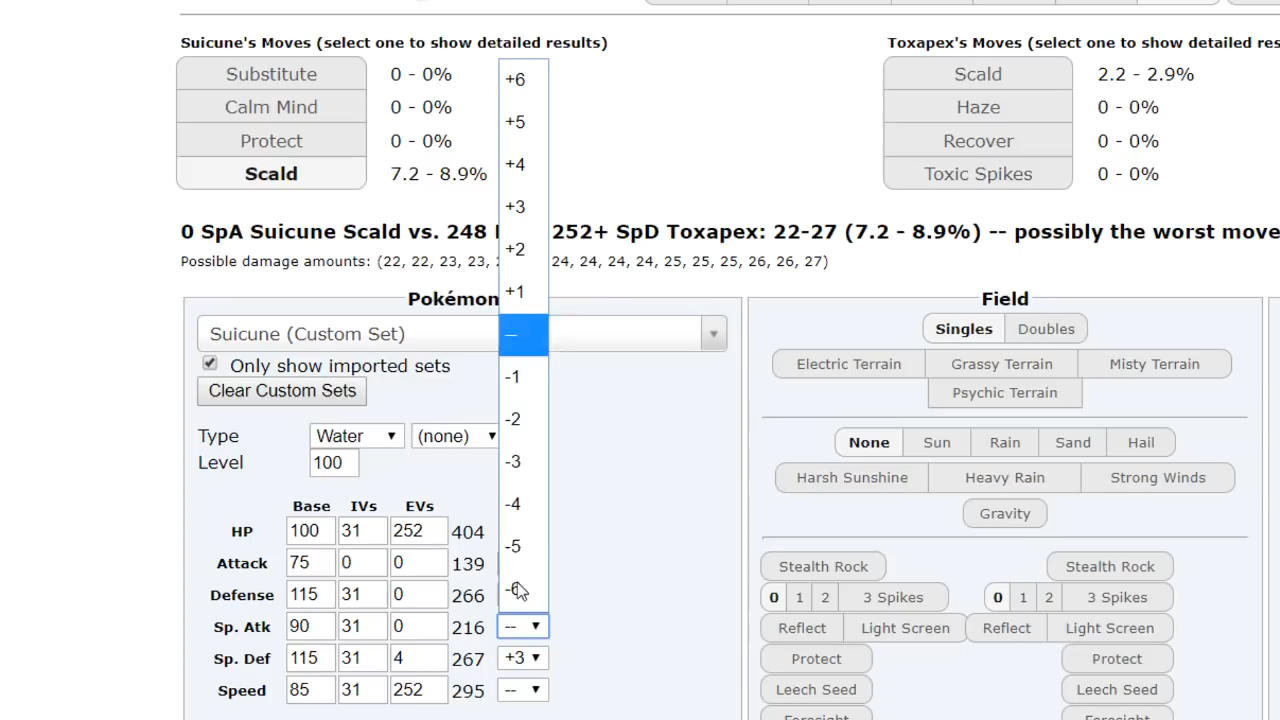 Suicune's Moves (select one to show detailed results)
Toxapex's Moves (select one to show detailed res
Substitute 0 - 0%
Calm Mind 0 - 0%
Protect 0 - 0%
Scald 7.2 - 8.9%
Scald 2.2 - 2.9%
Haze 0 - 0%
Recover 0 - 0%
Toxic Spikes 0 - 0%
+6
+5
+4
+3
+2
+1
--
-1
-2
-3
-4
-5
-6
0 SpA Suicune Scald vs. 248 252+ SpD Toxapex: 22-27 (7.2 - 8.9%) -- possibly the worst move
Possible damage amounts: (22, 22, 23, 23, 24, 24, 24, 24, 25, 25, 25, 26, 26, 27)
Pokémon
Suicune (Custom Set)
Only show imported sets
Clear Custom Sets
Type Water (none)
Level 100
Base IVs EVs
HP 100 31 252 404
Attack 75 0 0 139
Defense 115 31 0 266
Sp. Atk 90 31 0 216 --
Sp. Def 115 31 4 267 +3
Speed 85 31 252 295 --
Field
Singles Doubles
Electric Terrain Grassy Terrain Misty Terrain
Psychic Terrain
None Sun Rain Sand Hail
Harsh Sunshine Heavy Rain Strong Winds
Gravity
Stealth Rock Stealth Rock
0 1 2 3 Spikes 0 1 2 3 Spikes
Reflect Light Screen Reflect Light Screen
Protect Protect
Leech Seed Leech Seed
Foresight Foresight